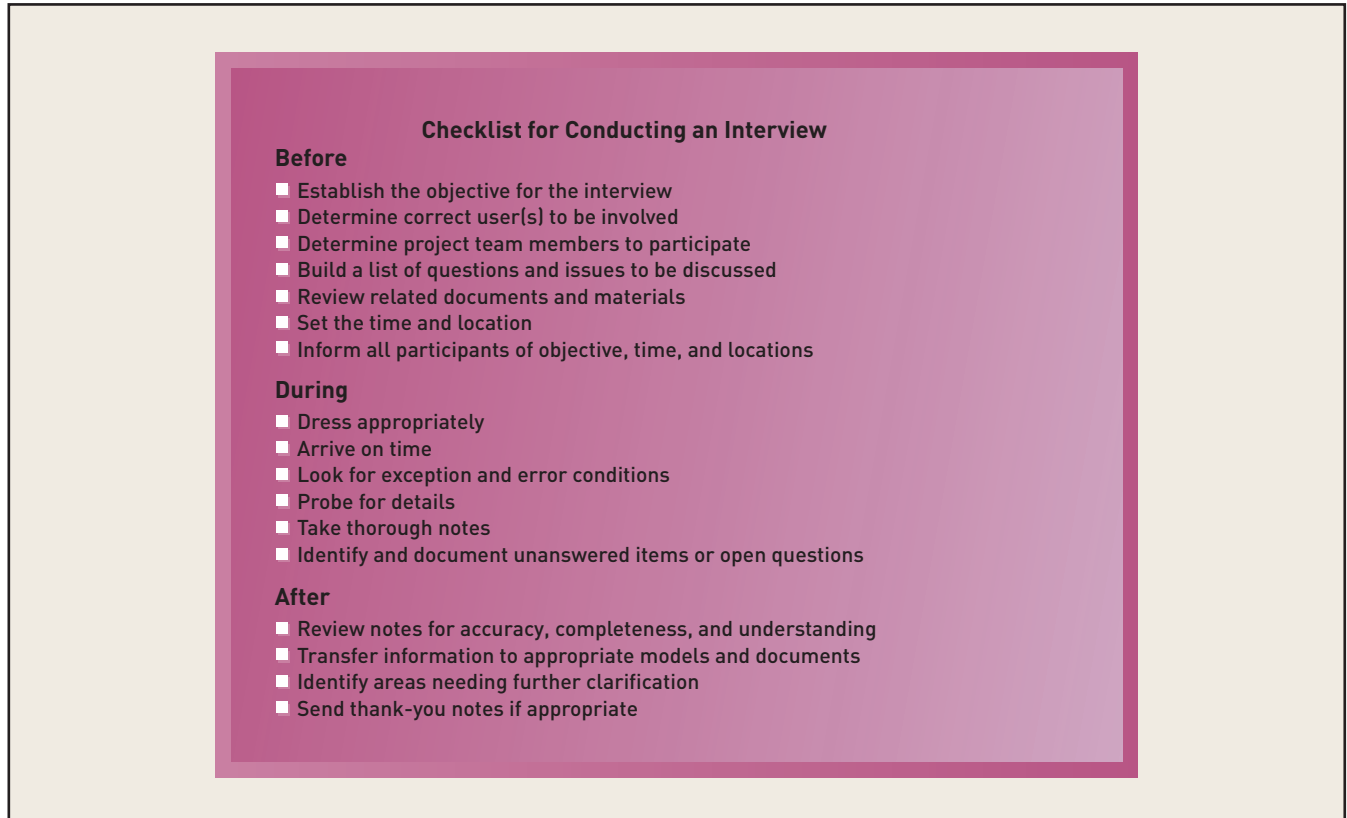 Checklist for Conducting an Interview
Before
Establish the objective for the interview
Determine correct user(s) to be involved
Determine project team members to participate
Build a list of questions and issues to be discussed
Review related documents and materials
Set the time and location
Inform all participants of objective, time, and locations
During
Dress appropriately
Arrive on time
Look for exception and error conditions
Probe for details
Take thorough notes
Identify and document unanswered items or open questions
After
Review notes for accuracy, completeness, and understanding
Transfer information to appropriate models and documents
Identify areas needing further clarification
Send thank-you notes if appropriate